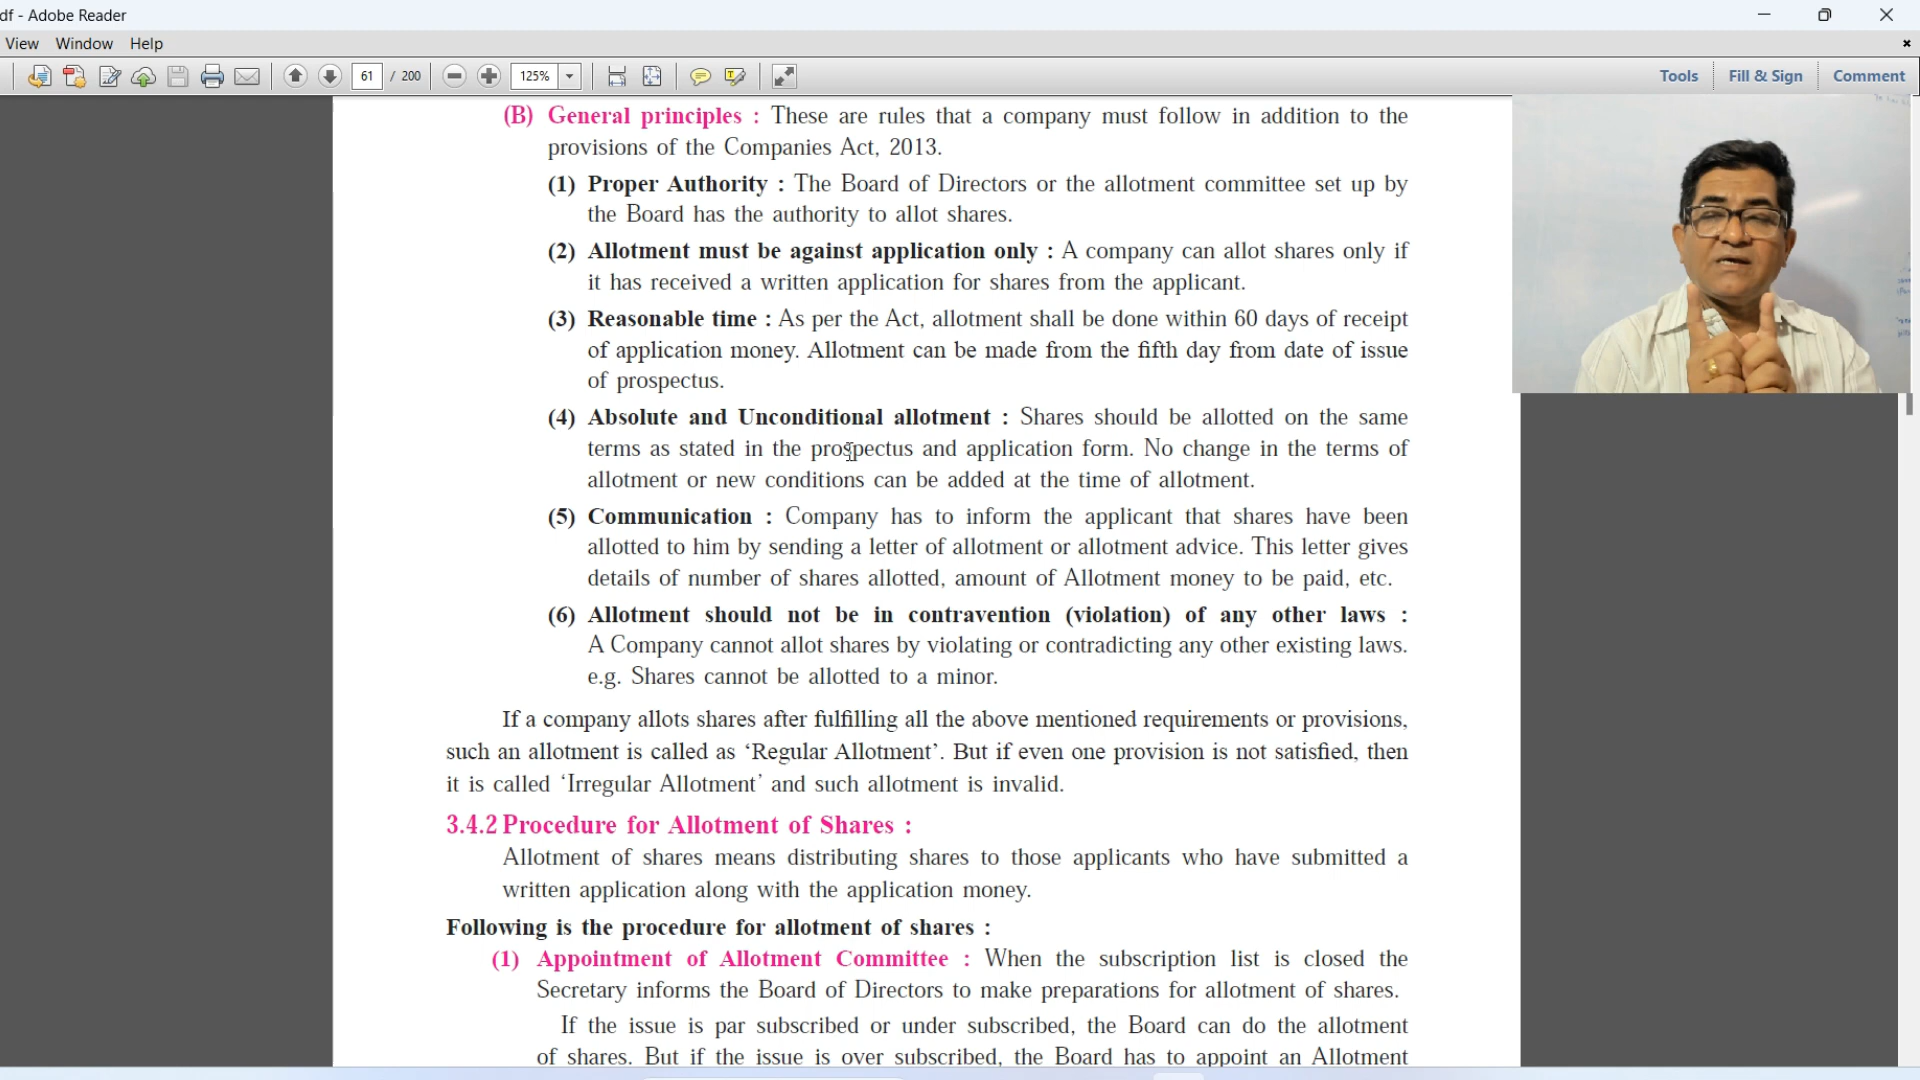 df - Adobe Reader
View Window Help
61 / 200 125% Tools Fill & Sign Comment
(B) General principles : These are rules that a company must follow in addition to the
provisions of the Companies Act, 2013.
(1) Proper Authority : The Board of Directors or the allotment committee set up by
the Board has the authority to allot shares.
(2) Allotment must be against application only : A company can allot shares only if
it has received a written application for shares from the applicant.
(3) Reasonable time : As per the Act, allotment shall be done within 60 days of receipt
of application money. Allotment can be made from the fifth day from date of issue
of prospectus.
(4) Absolute and Unconditional allotment : Shares should be allotted on the same
terms as stated in the prospectus and application form. No change in the terms of
allotment or new conditions can be added at the time of allotment.
(5) Communication : Company has to inform the applicant that shares have been
allotted to him by sending a letter of allotment or allotment advice. This letter gives
details of number of shares allotted, amount of Allotment money to be paid, etc.
(6) Allotment should not be in contravention (violation) of any other laws :
A Company cannot allot shares by violating or contradicting any other existing laws.
e.g. Shares cannot be allotted to a minor.
If a company allots shares after fulfilling all the above mentioned requirements or provisions,
such an allotment is called as ‘Regular Allotment’. But if even one provision is not satisfied, then
it is called ‘Irregular Allotment’ and such allotment is invalid.
3.4.2 Procedure for Allotment of Shares :
Allotment of shares means distributing shares to those applicants who have submitted a
written application along with the application money.
Following is the procedure for allotment of shares :
(1) Appointment of Allotment Committee : When the subscription list is closed the
Secretary informs the Board of Directors to make preparations for allotment of shares.
If the issue is par subscribed or under subscribed, the Board can do the allotment
of shares. But if the issue is over subscribed, the Board has to appoint an Allotment